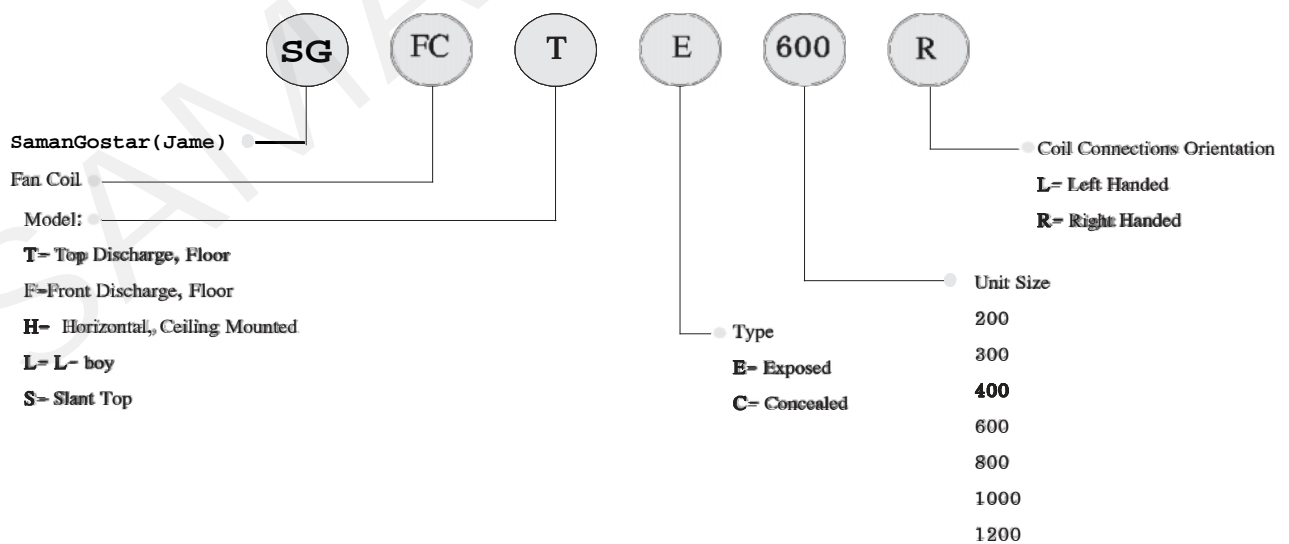 SG FC T E 600 R
SamanGostar(Jame)
Fan Coil
Model:
T= Top Discharge, Floor
F=Front Discharge, Floor
H= Horizontal, Ceiling Mounted
L= L- boy
S= Slant Top
Type
E= Exposed
C= Concealed
Unit Size
200
300
400
600
800
1000
1200
Coil Connections Orientation
L= Left Handed
R= Right Handed